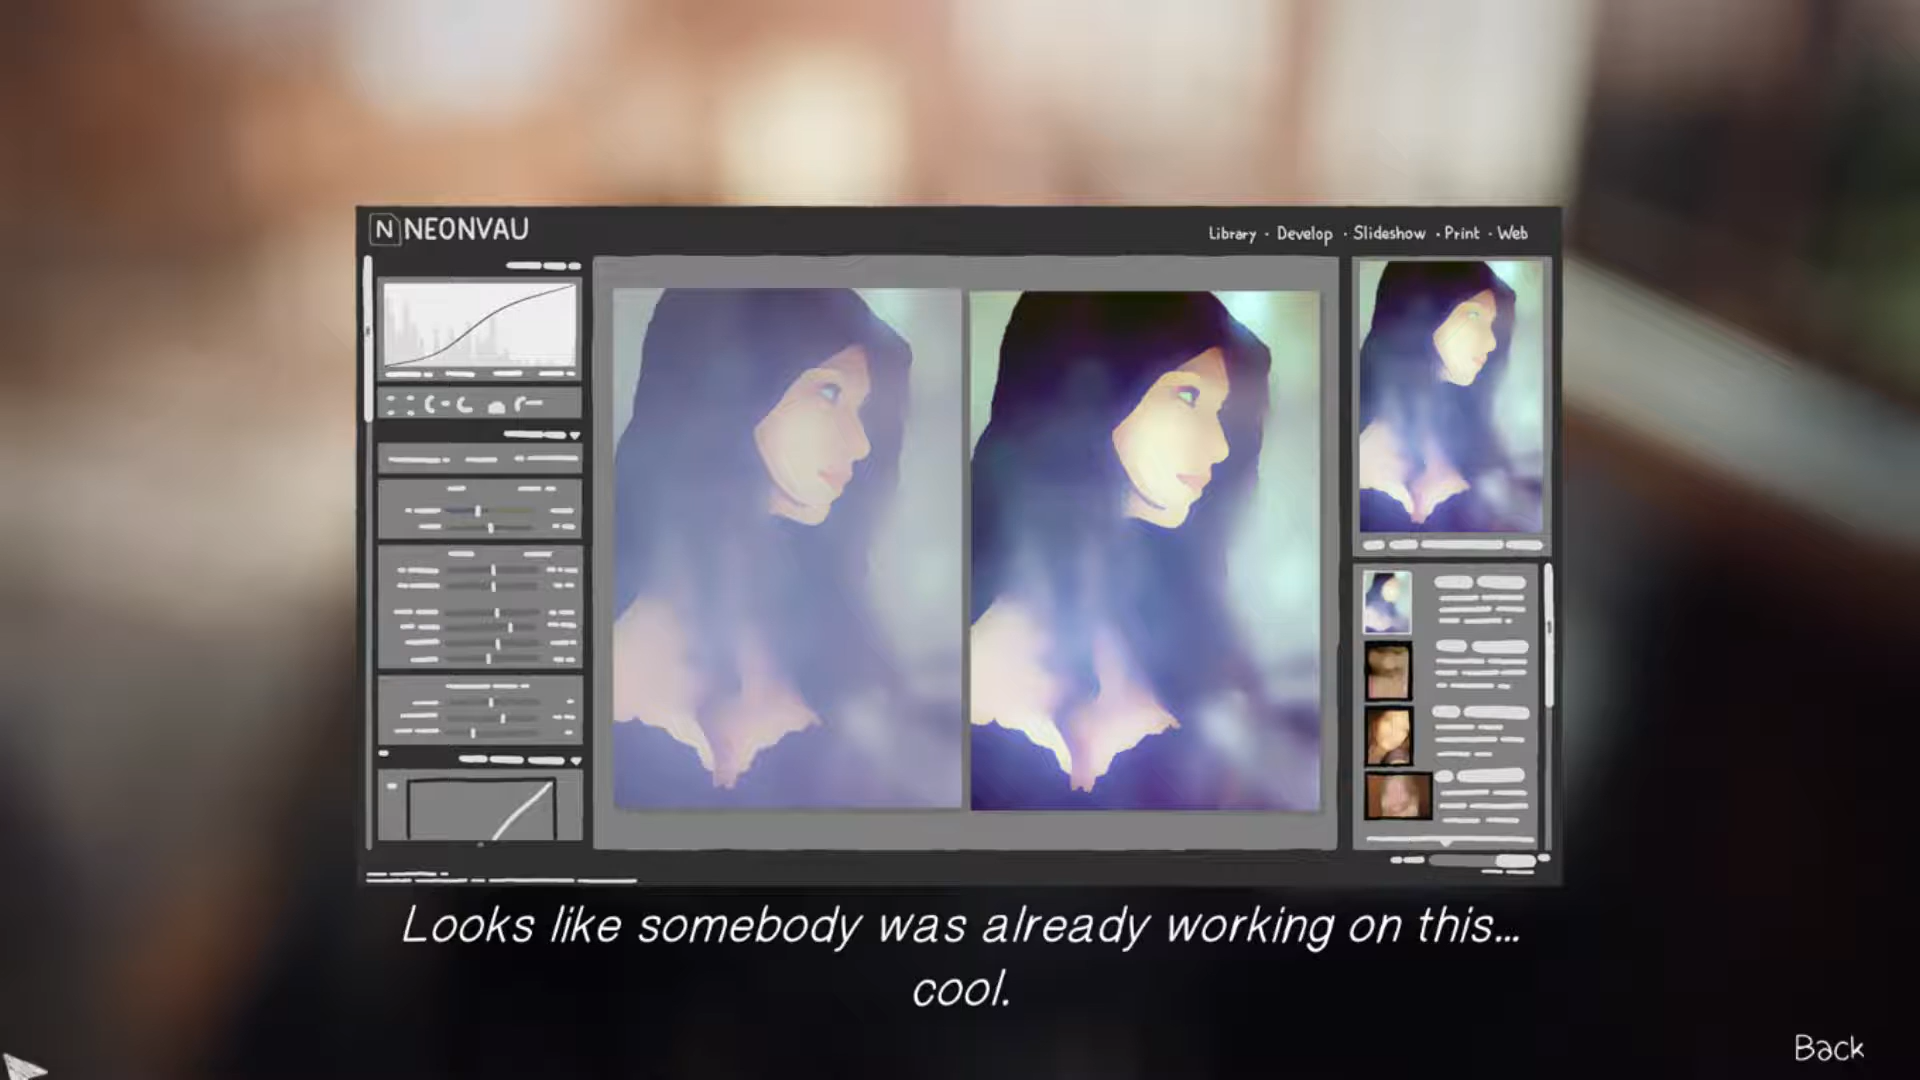 N NEONVAU
Library · Develop · Slideshow · Print · Web
Looks like somebody was already working on this...
cool.
Back